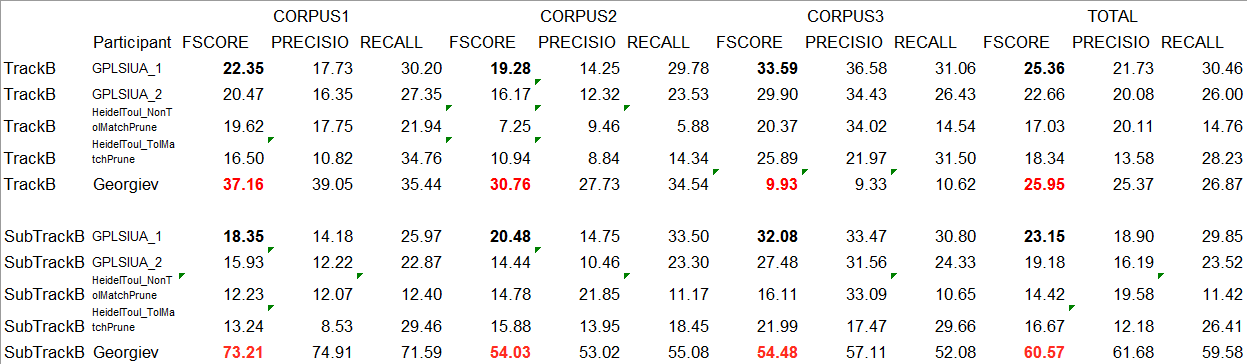 CORPUS1 CORPUS2 CORPUS3 TOTAL
Participant FSCORE PRECISIO RECALL FSCORE PRECISIO RECALL FSCORE PRECISIO RECALL FSCORE PRECISIO RECALL
TrackB GPLSIUA_1 22.35 17.73 30.20 19.28 14.25 29.78 33.59 36.58 31.06 25.36 21.73 30.46
TrackB GPLSIUA_2 20.47 16.35 27.35 16.17 12.32 23.53 29.90 34.43 26.43 22.66 20.08 26.00
HeidelToul_NonT
TrackB olMatchPrune 19.62 17.75 21.94 7.25 9.46 5.88 20.37 34.02 14.54 17.03 20.11 14.76
HeidelToul_TolMa
TrackB tchPrune 16.50 10.82 34.76 10.94 8.84 14.34 25.89 21.97 31.50 18.34 13.58 28.23
TrackB Georgiev 37.16 39.05 35.44 30.76 27.73 34.54 9.93 9.33 10.62 25.95 25.37 26.87
SubTrackB GPLSIUA_1 18.35 14.18 25.97 20.48 14.75 33.50 32.08 33.47 30.80 23.15 18.90 29.85
SubTrackB GPLSIUA_2 15.93 12.22 22.87 14.44 10.46 23.30 27.48 31.56 24.33 19.18 16.19 23.52
HeidelToul_NonT
SubTrackB olMatchPrune 12.23 12.07 12.40 14.78 21.85 11.17 16.11 33.09 10.65 14.42 19.58 11.42
HeidelToul_TolMa
SubTrackB tchPrune 13.24 8.53 29.46 15.88 13.95 18.45 21.99 17.47 29.66 16.67 12.18 26.41
SubTrackB Georgiev 73.21 74.91 71.59 54.03 53.02 55.08 54.48 57.11 52.08 60.57 61.68 59.58